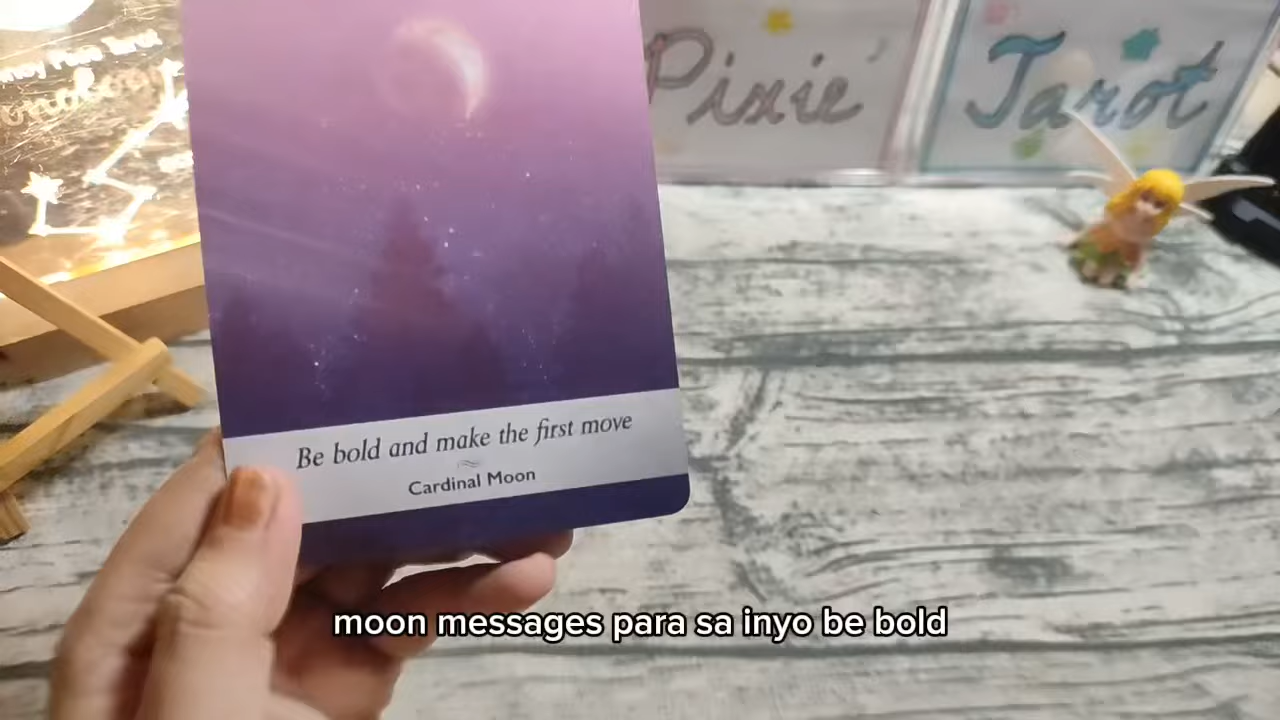 Pixie
Tarot
Be bold and make the first move
Cardinal Moon
moon messages para sa inyo be bold